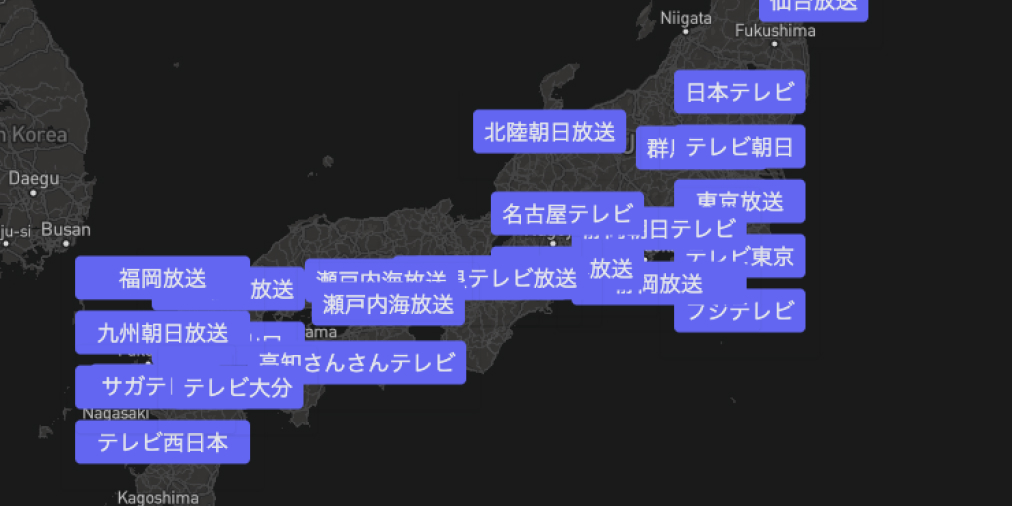 仙台放送
Niigata
Fukushima
日本テレビ
北陸朝日放送
Korea
テレビ朝日
Daegu
東京放送
名古屋テレビ
朝日テレビ
ju-si
Busan
テレビ東京
放送
福岡放送
瀬戸内海放送
テレビ放送
放送
岡放送
瀬戸内海放送
フジテレビ
九州朝日放送
高知さんさんテレビ
サガテ
テレビ大分
Nagasaki
テレビ西日本
Kagoshima